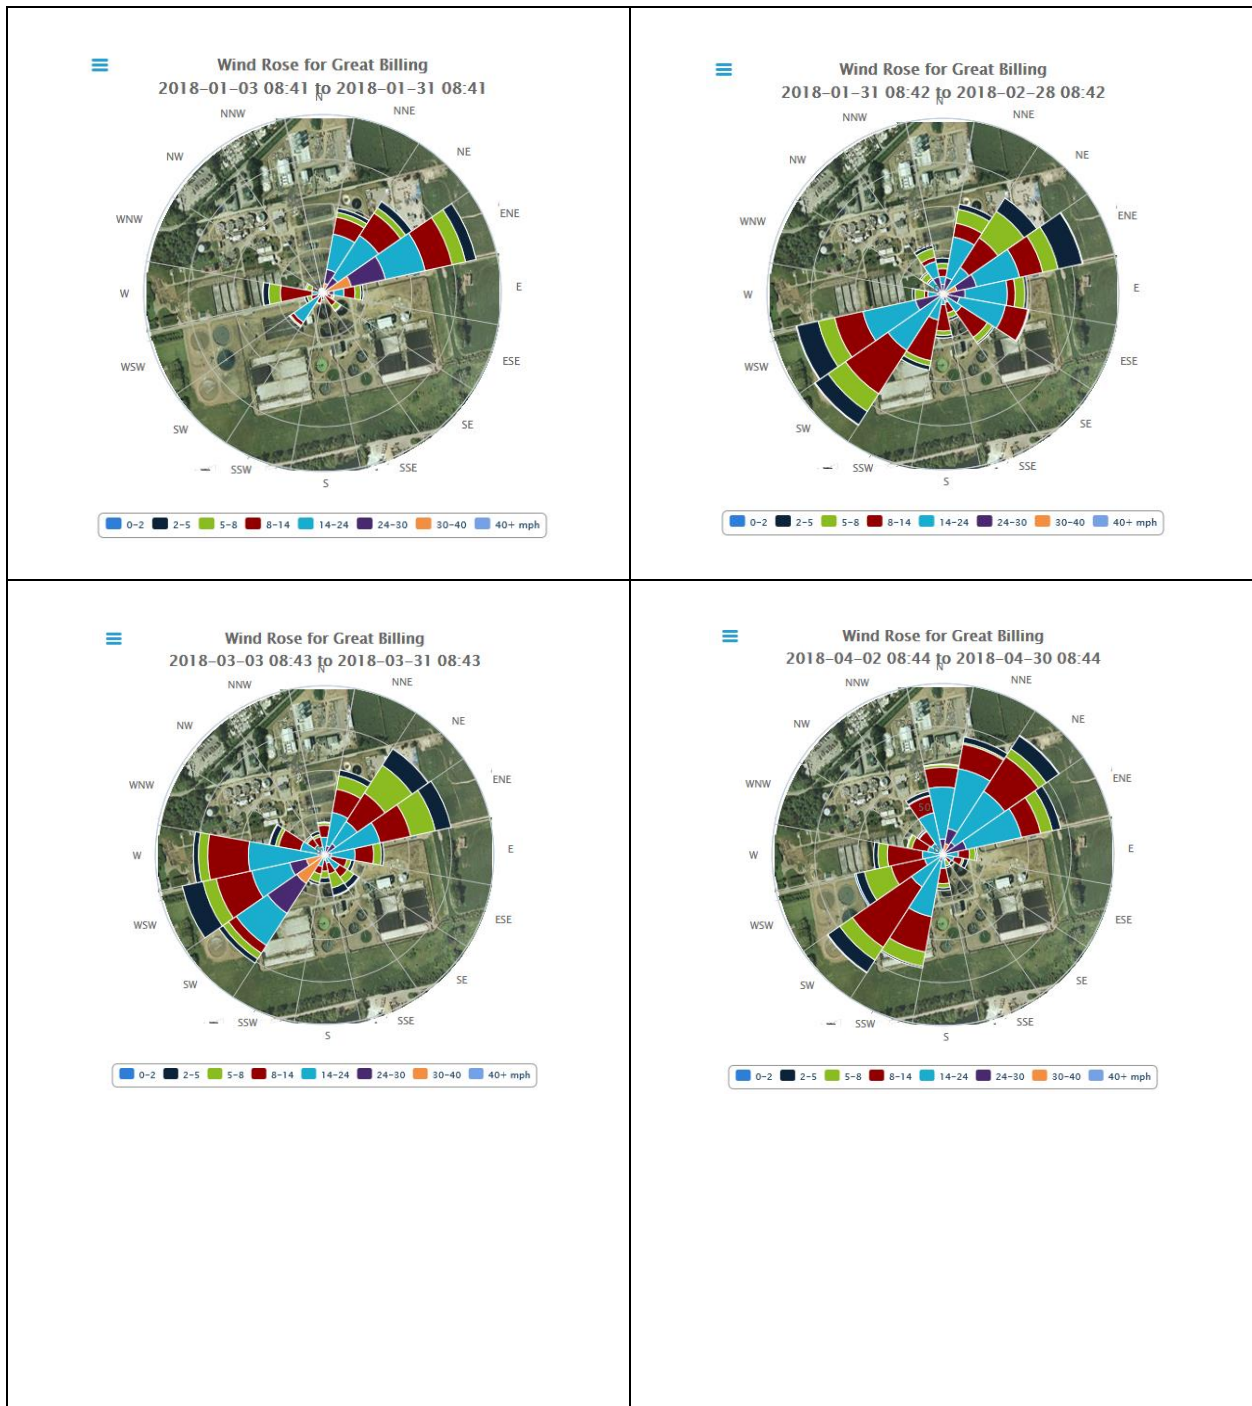 Wind Rose for Great Billing
2018-01-03 08:41 to 2018-01-31 08:41
N
NNW
NNE
NW
NE
WNW
ENE
W
E
WSW
ESE
SW
SE
SSW
SSE
S
0-2 2-5 5-8 8-14 14-24 24-30 30-40 40+ mph
Wind Rose for Great Billing
2018-01-31 08:42 to 2018-02-28 08:42
N
NNW
NNE
NW
NE
WNW
ENE
W
E
WSW
ESE
SW
SE
SSW
SSE
S
0-2 2-5 5-8 8-14 14-24 24-30 30-40 40+ mph
Wind Rose for Great Billing
2018-03-03 08:43 to 2018-03-31 08:43
N
NNW
NNE
NW
NE
WNW
ENE
W
E
WSW
ESE
SW
SE
SSW
SSE
S
0-2 2-5 5-8 8-14 14-24 24-30 30-40 40+ mph
Wind Rose for Great Billing
2018-04-02 08:44 to 2018-04-30 08:44
N
NNW
NNE
NW
NE
WNW
ENE
W
E
WSW
ESE
SW
SE
SSW
SSE
S
0-2 2-5 5-8 8-14 14-24 24-30 30-40 40+ mph